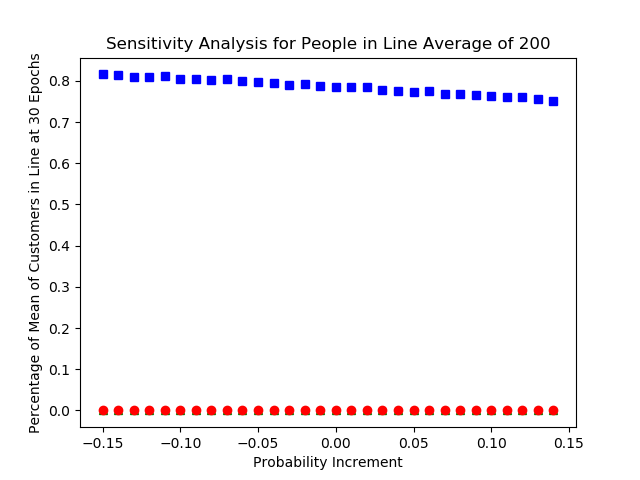 Sensitivity Analysis for People in Line Average of 200
Percentage of Mean of Customers in Line at 30 Epochs
0.8
0.7
0.6
0.5
0.4
0.3
0.2
0.1
0.0
−0.15 −0.10 −0.05 0.00 0.05 0.10 0.15
Probability Increment